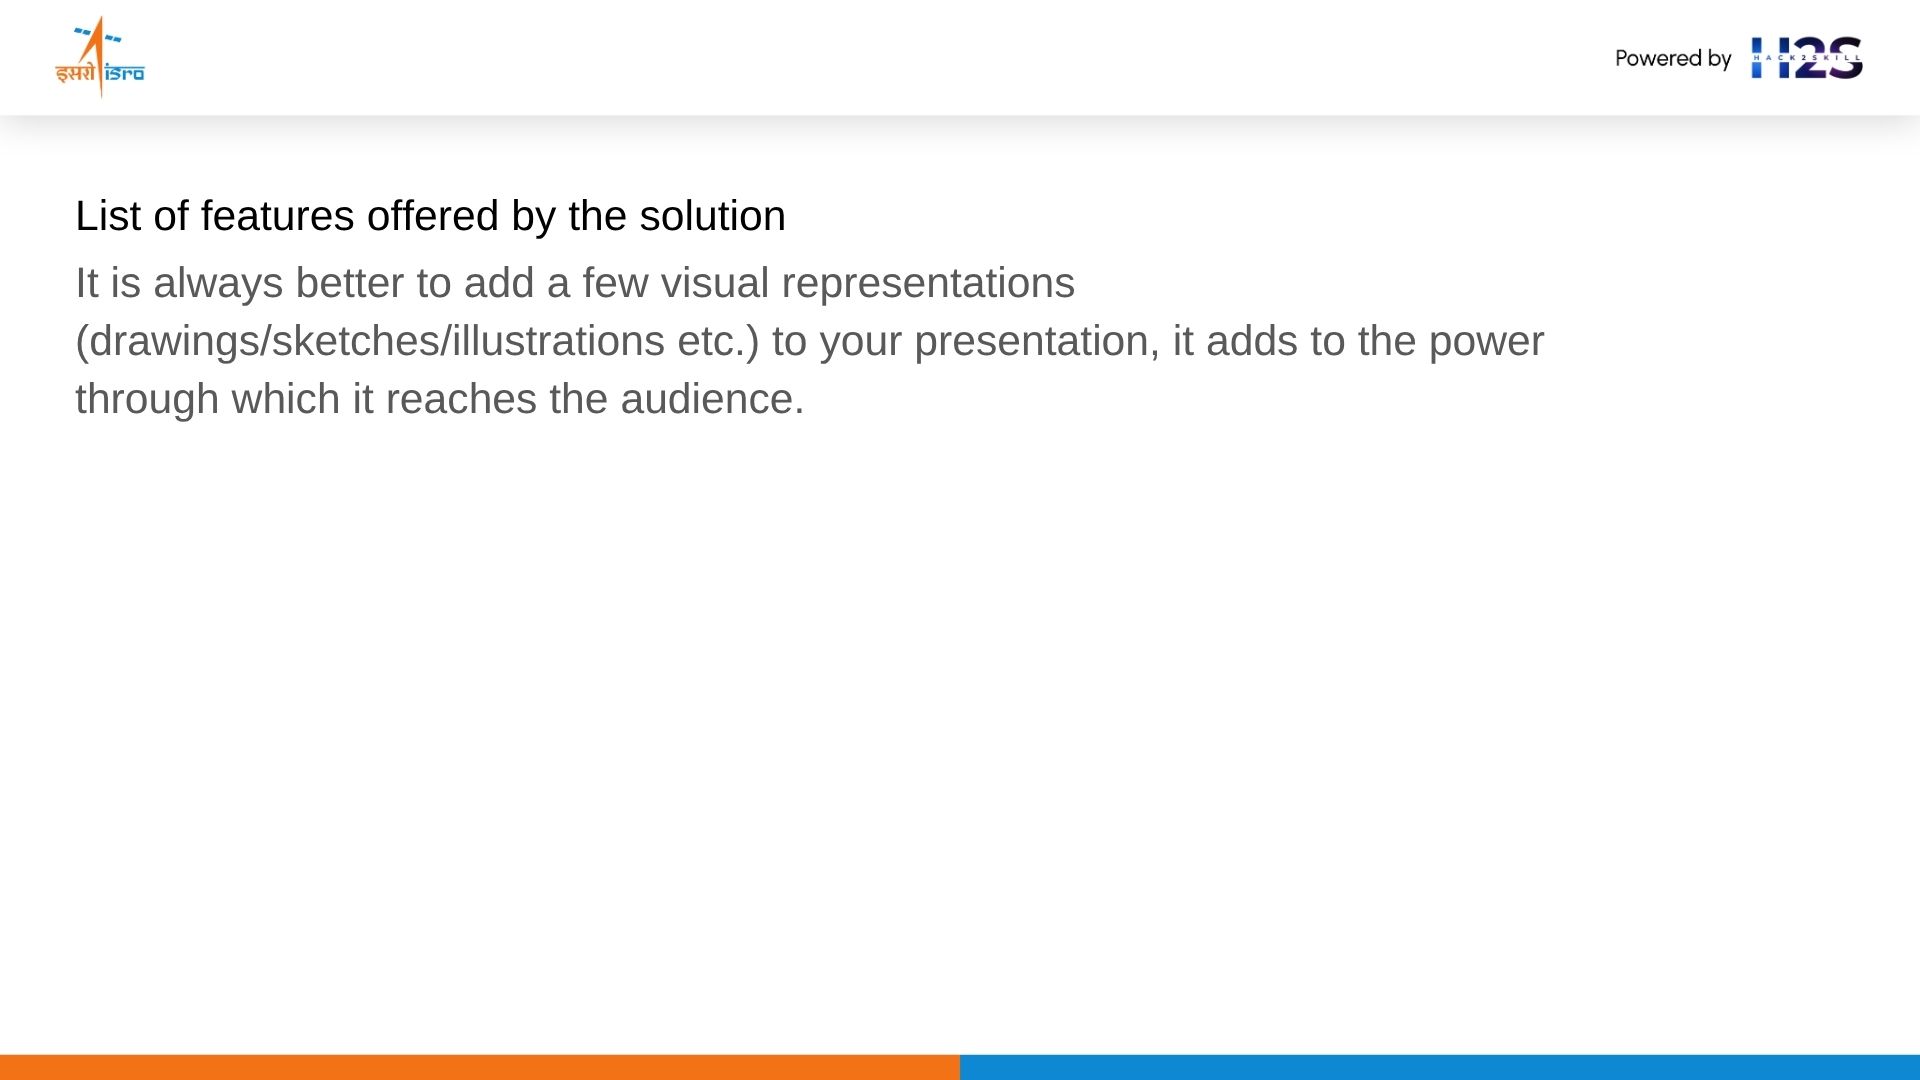 इसरो isro
Powered by H2S
HACK2SKILL
List of features offered by the solution
It is always better to add a few visual representations
(drawings/sketches/illustrations etc.) to your presentation, it adds to the power
through which it reaches the audience.